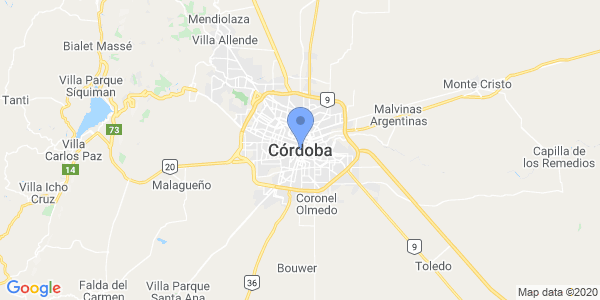 Mendiolaza
Bialet Massé
Villa Allende
Villa Parque
Síquiman
Monte Cristo
Tanti
9
Malvinas
Argentinas
73
Villa
Carlos Paz
Córdoba
Capilla de
los Remedios
20
14
Villa Icho
Cruz
Malagueño
Coronel
Olmedo
9
Bouwer
Toledo
36
Falda del
Carmen
Villa Parque
Santa Ana
Google
Map data ©2020